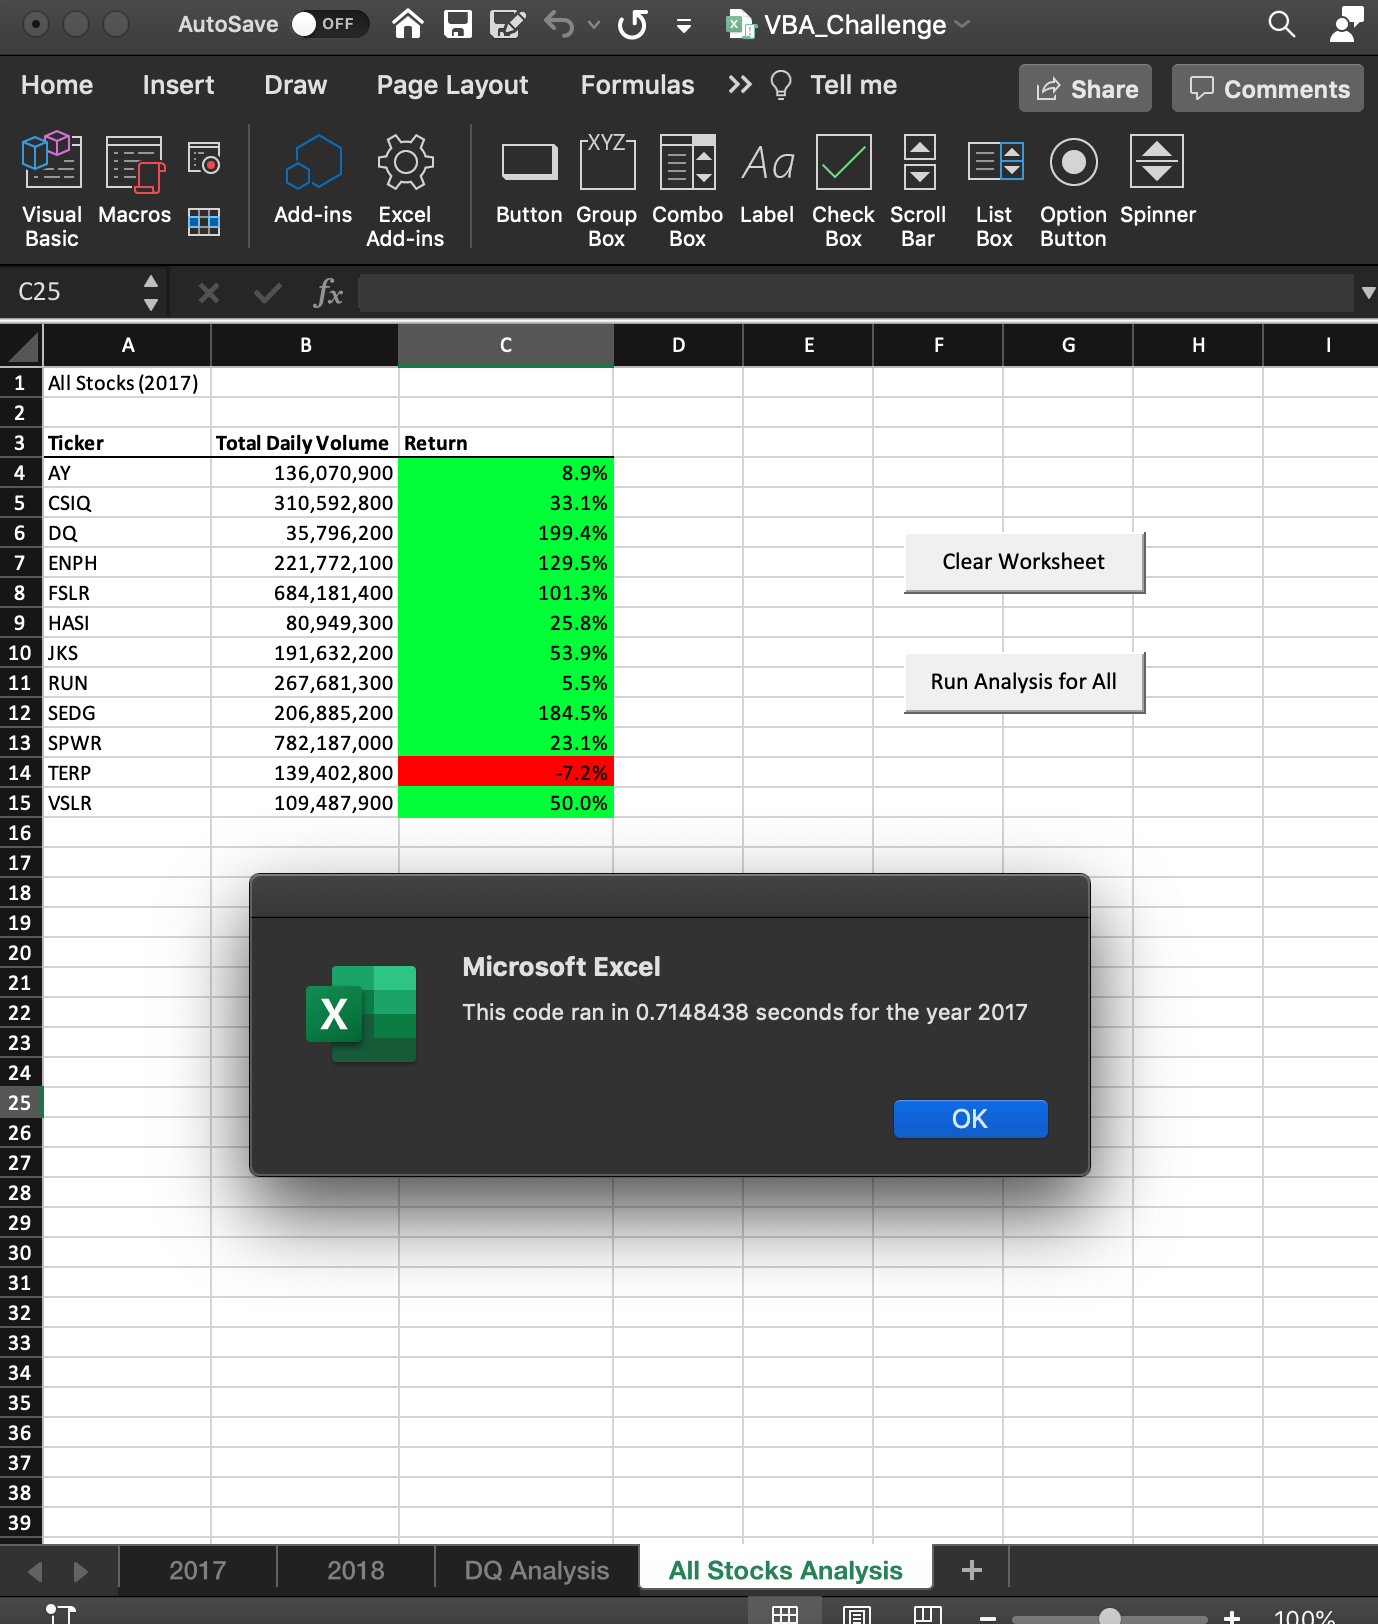 AutoSave OFF VBA_Challenge
Home Insert Draw Page Layout Formulas >> Tell me Share Comments
XYZ Aa
Visual Basic Macros Add-ins Excel Add-ins Button Group Box Combo Box Label Check Box Scroll Bar List Box Option Button Spinner
C25 fx
A B C D E F G H I
1 All Stocks (2017)
2
3 Ticker Total Daily Volume Return
4 AY 136,070,900 8.9%
5 CSIQ 310,592,800 33.1%
6 DQ 35,796,200 199.4%
7 ENPH 221,772,100 129.5%
Clear Worksheet
8 FSLR 684,181,400 101.3%
9 HASI 80,949,300 25.8%
10 JKS 191,632,200 53.9%
11 RUN 267,681,300 5.5%
Run Analysis for All
12 SEDG 206,885,200 184.5%
13 SPWR 782,187,000 23.1%
14 TERP 139,402,800 -7.2%
15 VSLR 109,487,900 50.0%
16
17
18
19
20
21
22
23
24
25
26
27
28
29
30
31
32
33
34
35
36
37
38
39
Microsoft Excel
X
This code ran in 0.7148438 seconds for the year 2017
OK
2017 2018 DQ Analysis All Stocks Analysis +
− + 100%